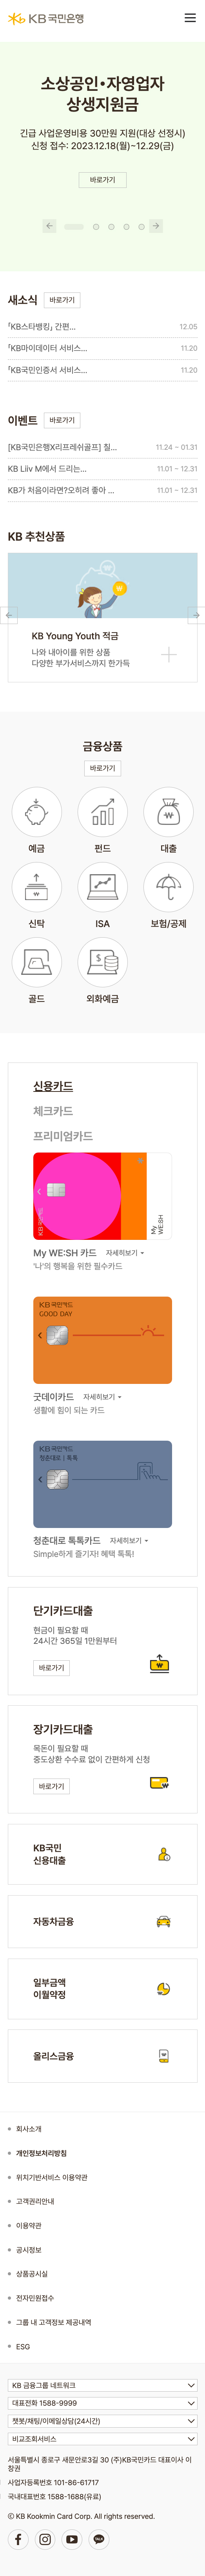 KB 국민은행
소상공인·자영업자
상생지원금
긴급 사업운영비용 30만원 지원(대상 선정시)
신청 접수: 2023.12.18(월)~12.29(금)
바로가기
새소식 바로가기
「KB스타뱅킹」 간편... 12.05
「KB마이데이터 서비스... 11.20
「KB국민인증서 서비스... 11.20
이벤트 바로가기
[KB국민은행X리프레쉬골프] 칠... 11.24 ~ 01.31
KB Liiv M에서 드리는... 11.01 ~ 12.31
KB가 처음이라면?오히려 좋아 ... 11.01 ~ 12.31
KB 추천상품
KB Young Youth 적금
나와 내아이를 위한 상품
다양한 부가서비스까지 한가득
금융상품
바로가기
예금
펀드
대출
신탁
ISA
보험/공제
골드
외화예금
신용카드
체크카드
프리미엄카드
KB 국민카드
My
WE:SH
My WE:SH 카드 자세히보기
'나'의 행복을 위한 필수카드
KB 국민카드
GOOD DAY
굿데이카드 자세히보기
생활에 힘이 되는 카드
KB 국민카드
청춘대로 | 톡톡
청춘대로 톡톡카드 자세히보기
Simple하게 즐기자! 혜택 톡톡!
단기카드대출
현금이 필요할 때
24시간 365일 1만원부터
바로가기
장기카드대출
목돈이 필요할 때
중도상환 수수료 없이 간편하게 신청
바로가기
KB국민
신용대출
자동차금융
일부금액
이월약정
올리스금융
회사소개
개인정보처리방침
위치기반서비스 이용약관
고객권리안내
이용약관
공시정보
상품공시실
전자민원접수
그룹 내 고객정보 제공내역
ESG
KB 금융그룹 네트워크
대표전화 1588-9999
챗봇/채팅/이메일상담(24시간)
비교조회서비스
서울특별시 종로구 새문안로3길 30 (주)KB국민카드 대표이사 이
창권
사업자등록번호 101-86-61717
국내대표번호 1588-1688(유료)
ⓒ KB Kookmin Card Corp. All rights reserved.